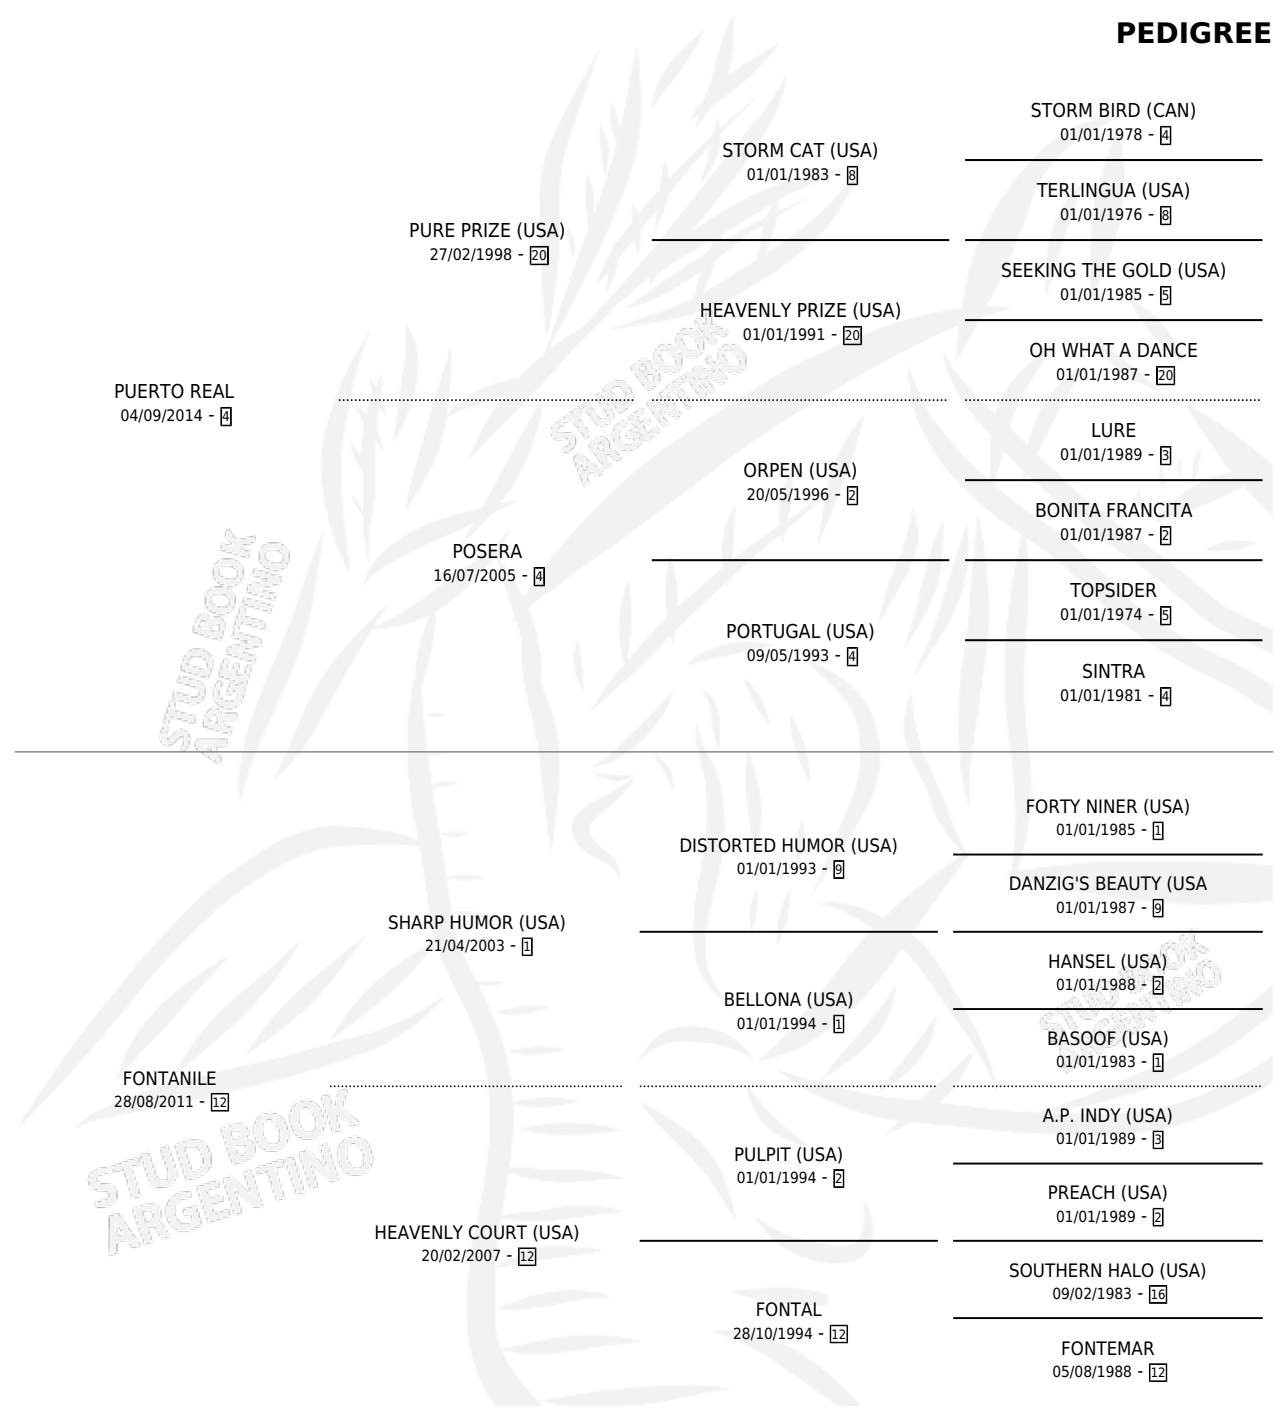 PEDIGREE
STORM BIRD (CAN)
01/01/1978 - 4
STORM CAT (USA)
01/01/1983 - 8
TERLINGUA (USA)
01/01/1976 - 8
PURE PRIZE (USA)
27/02/1998 - 20
SEEKING THE GOLD (USA)
01/01/1985 - 5
HEAVENLY PRIZE (USA)
01/01/1991 - 20
OH WHAT A DANCE
01/01/1987 - 20
PUERTO REAL
04/09/2014 - 4
LURE
01/01/1989 - 3
ORPEN (USA)
20/05/1996 - 2
BONITA FRANCITA
01/01/1987 - 2
POSERA
16/07/2005 - 4
TOPSIDER
01/01/1974 - 5
PORTUGAL (USA)
09/05/1993 - 4
SINTRA
01/01/1981 - 4
STUD BOOK
ARGENTINO
STUD BOOK
ARGENTINO
FORTY NINER (USA)
01/01/1985 - 1
DISTORTED HUMOR (USA)
01/01/1993 - 9
DANZIG'S BEAUTY (USA
01/01/1987 - 9
SHARP HUMOR (USA)
21/04/2003 - 1
HANSEL (USA)
01/01/1988 - 2
BELLONA (USA)
01/01/1994 - 1
BASOOF (USA)
01/01/1983 - 1
FONTANILE
28/08/2011 - 12
A.P. INDY (USA)
01/01/1989 - 3
PULPIT (USA)
01/01/1994 - 2
PREACH (USA)
01/01/1989 - 2
HEAVENLY COURT (USA)
20/02/2007 - 12
SOUTHERN HALO (USA)
09/02/1983 - 16
FONTAL
28/10/1994 - 12
FONTEMAR
05/08/1988 - 12
STUD BOOK
ARGENTINO
STUD BOOK
ARGENTINO